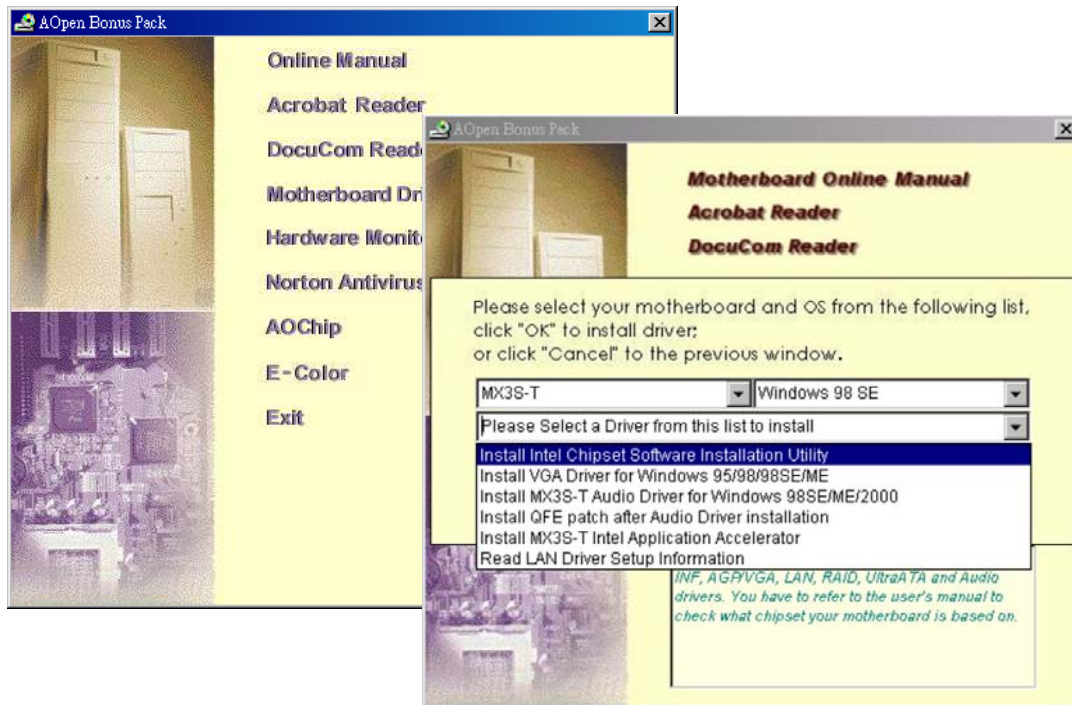 AOpen Bonus Pack
Online Manual
Acrobat Reader
DocuCom
Motherboard
Hardware
Norton Antivirus
AOChip
E-Color
Exit
AOpen Bonus Pack
Motherboard Online Manual
Acrobat Reader
DocuCom Reader
Please select your motherboard and OS from the following list,
click "OK" to install driver;
or click "Cancel" to the previous window.
MX3S-T
Windows 98 SE
Please Select a Driver from this list to install
Install Intel Chipset Software Installation Utility
Install VGA Driver for Windows 95/98/98SE/ME
Install MX3S-T Audio Driver for Windows 98SE/ME/2000
Install QFE patch after Audio Driver installation
Install MX3S-T Intel Application Accelerator
Read LAN Driver Setup Information
INF, AGP/VGA, LAN, RAID, UltraATA and Audio
drivers. You have to refer to the user's manual to
check what chipset your motherboard is based on.